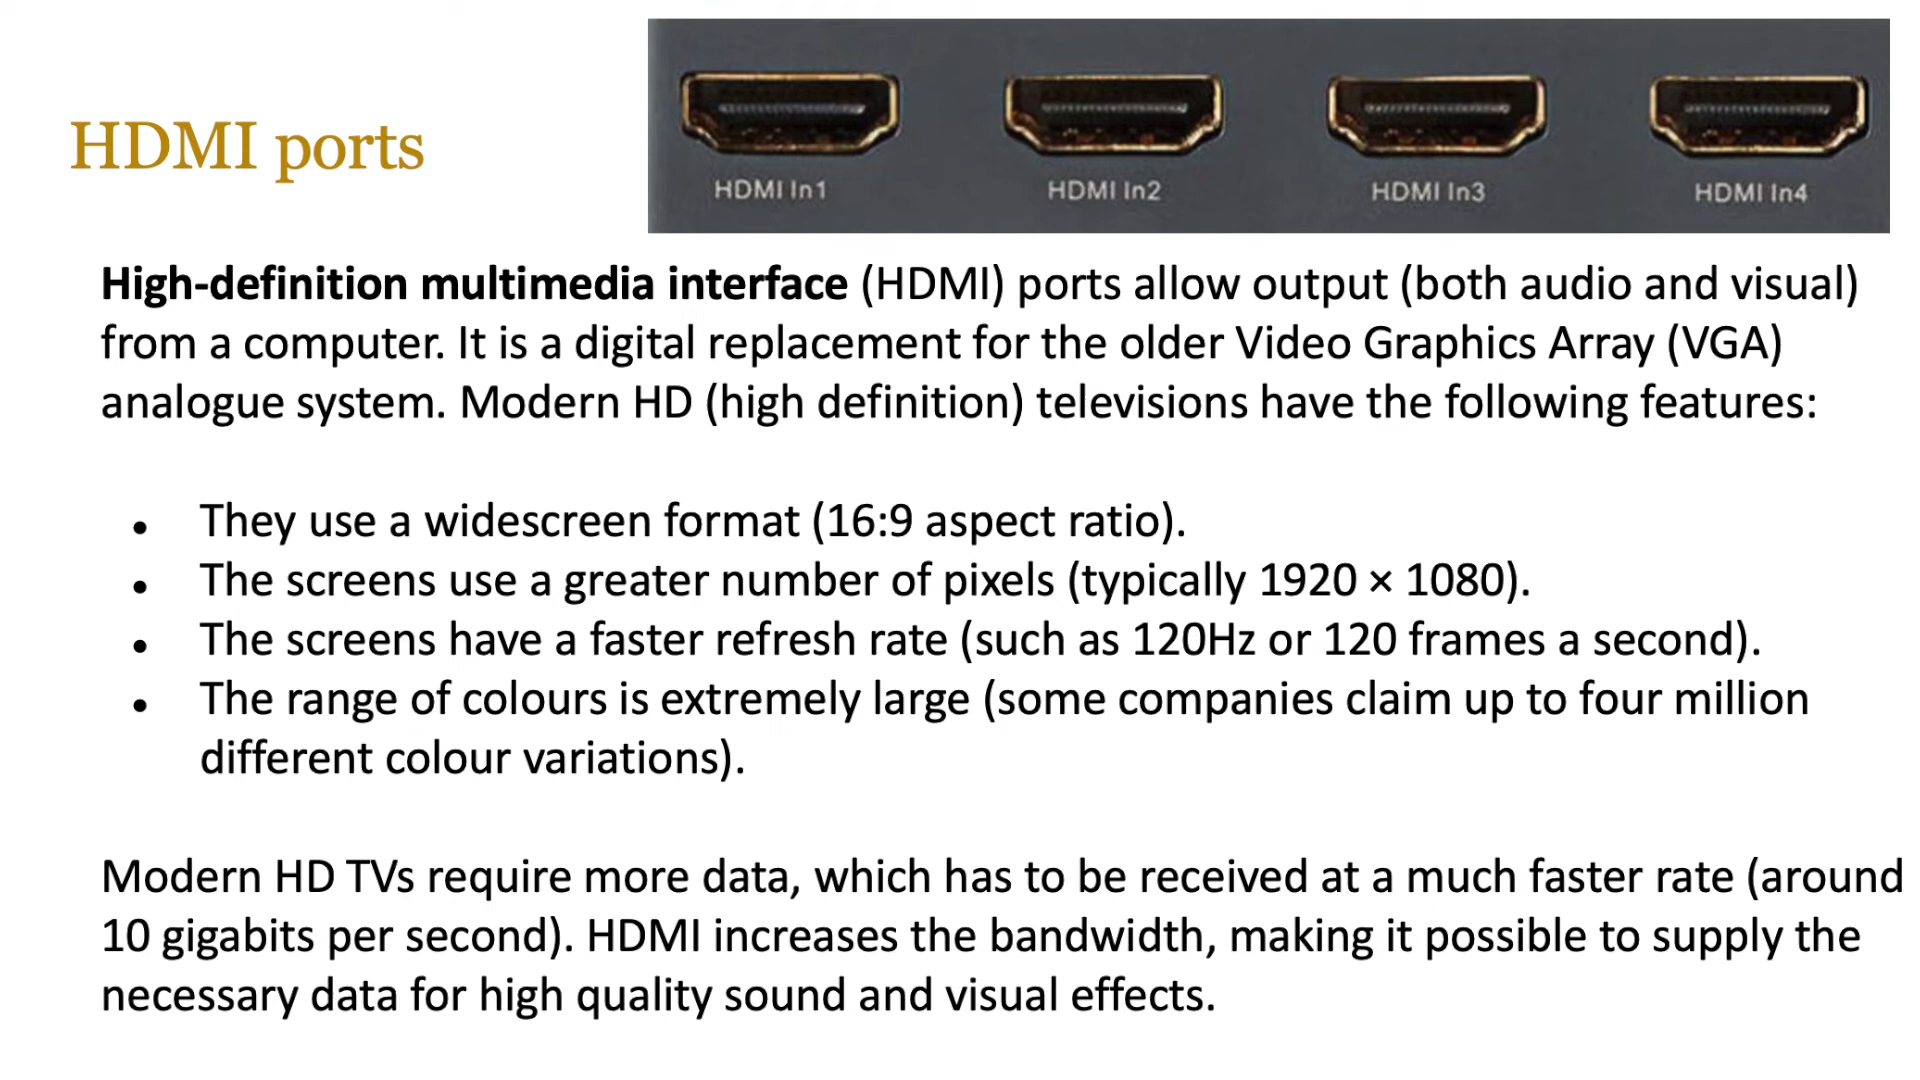 HDMI ports
HDMI In1
HDMI In2
HDMI In3
HDMI In4
High-definition multimedia interface (HDMI) ports allow output (both audio and visual)
from a computer. It is a digital replacement for the older Video Graphics Array (VGA)
analogue system. Modern HD (high definition) televisions have the following features:
• They use a widescreen format (16:9 aspect ratio).
• The screens use a greater number of pixels (typically 1920 × 1080).
• The screens have a faster refresh rate (such as 120Hz or 120 frames a second).
• The range of colours is extremely large (some companies claim up to four million
different colour variations).
Modern HD TVs require more data, which has to be received at a much faster rate (around
10 gigabits per second). HDMI increases the bandwidth, making it possible to supply the
necessary data for high quality sound and visual effects.